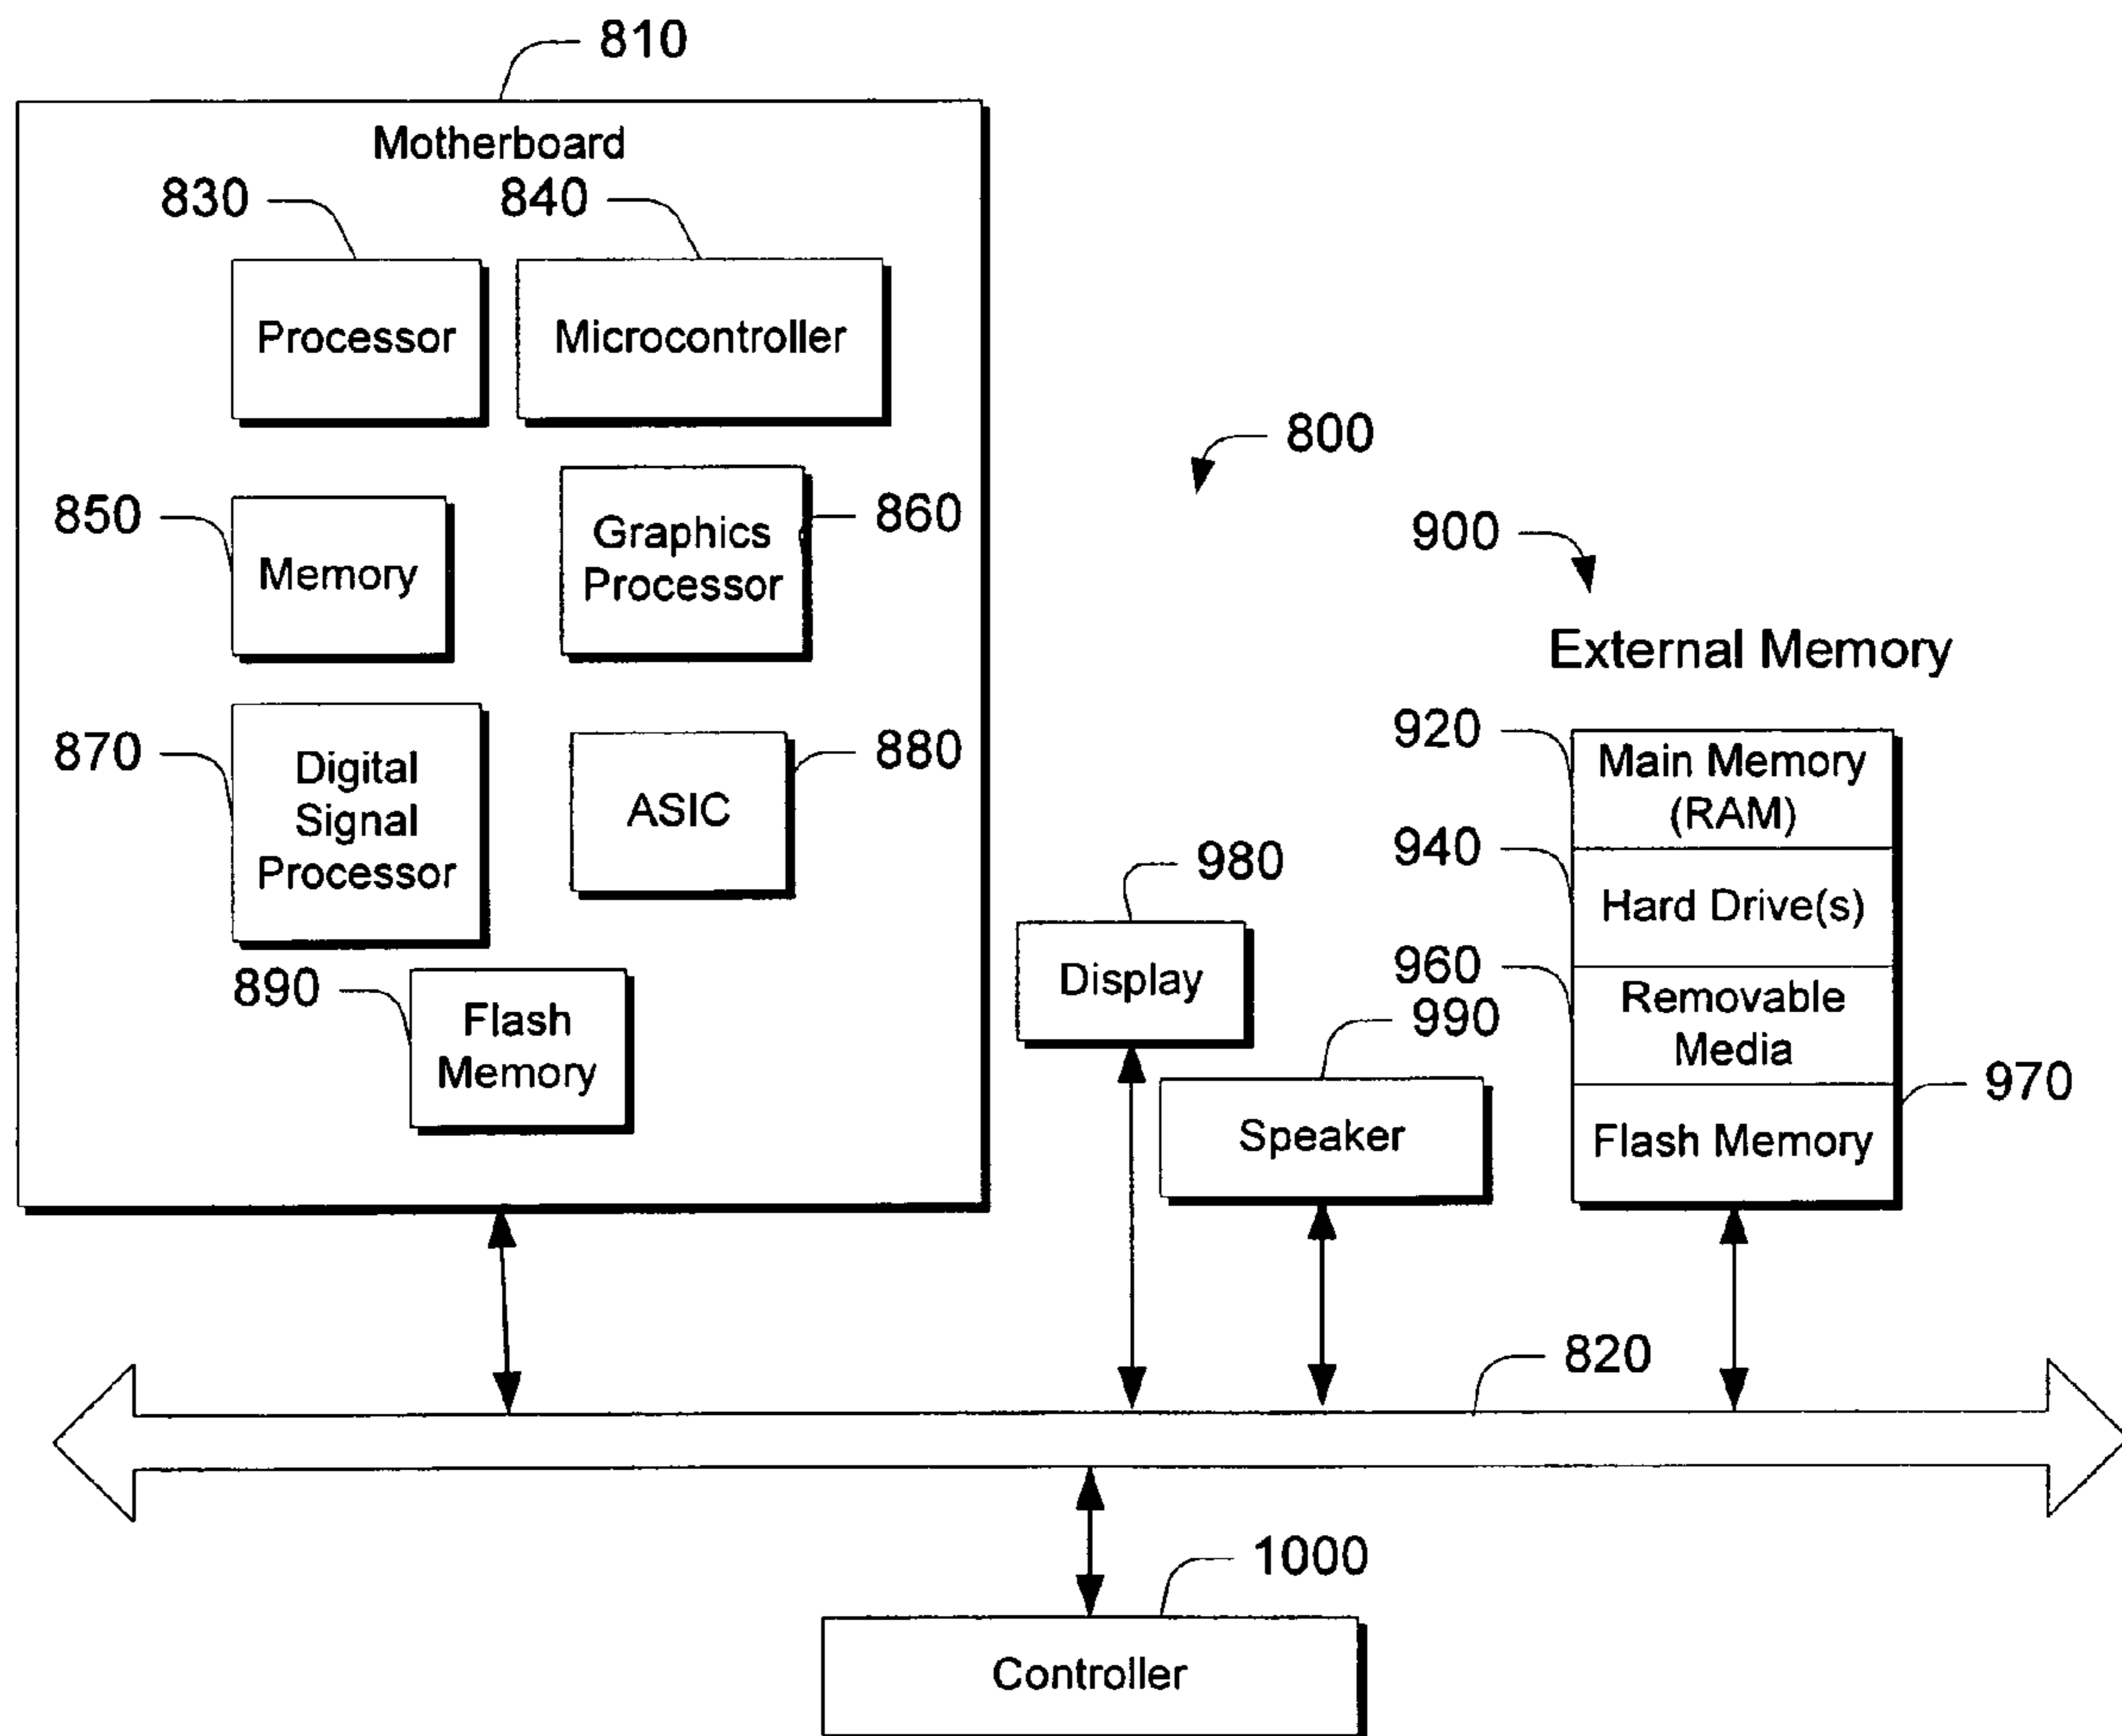 810
Motherboard
830
840
Processor
Microcontroller
800
850
Memory
Graphics
Processor
860
900
External Memory
870
Digital
Signal
Processor
ASIC
880
920
Main Memory
(RAM)
940
Hard Drive(s)
980
Display
960
Removable
Media
890
Flash
Memory
990
Speaker
970
Flash Memory
820
1000
Controller